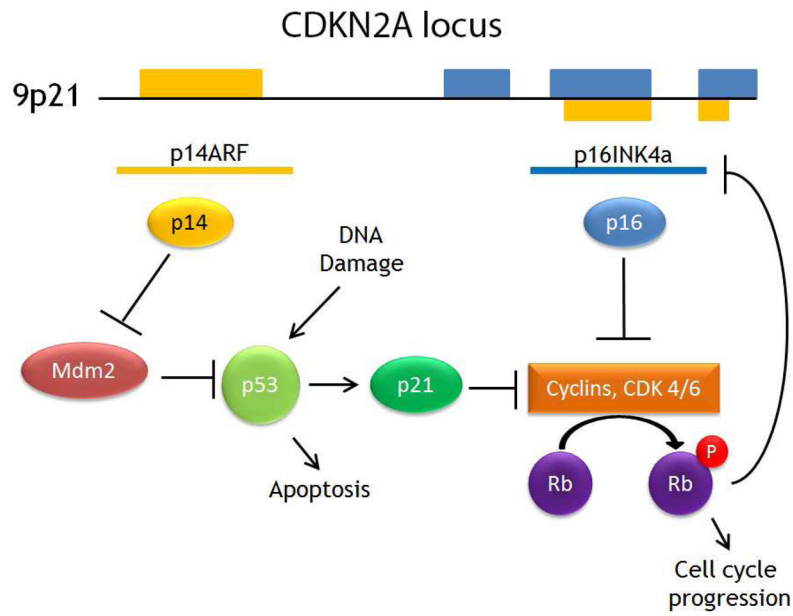 CDKN2A locus
9p21
p14ARF
p16INK4a
p14
p16
DNA
Damage
Mdm2
p53
p21
Cyclins, CDK 4/6
Rb
Rb
P
Apoptosis
Cell cycle
progression